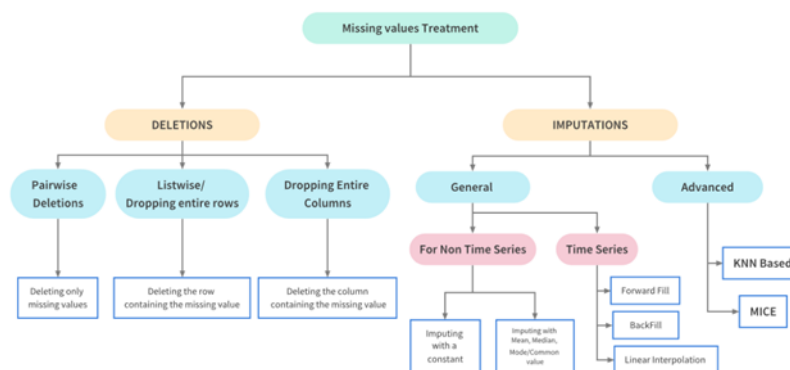 Missing values Treatment
DELETIONS
IMPUTATIONS
Pairwise
Deletions
Listwise/
Dropping entire rows
Dropping Entire
Columns
General
Advanced
For Non Time Series
Time Series
KNN Based
MICE
Deleting only
missing values
Deleting the row
containing the missing value
Deleting the column
containing the missing value
Forward Fill
BackFill
Linear Interpolation
Imputing
with a
constant
Imputing with
Mean, Median,
Mode/Common
value